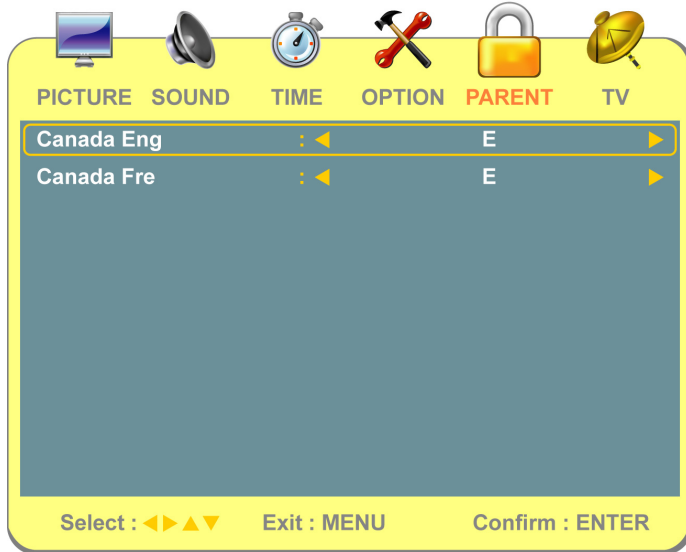 PICTURE SOUND TIME OPTION PARENT TV
Canada Eng : E
Canada Fre : E
Select : Exit : MENU Confirm : ENTER